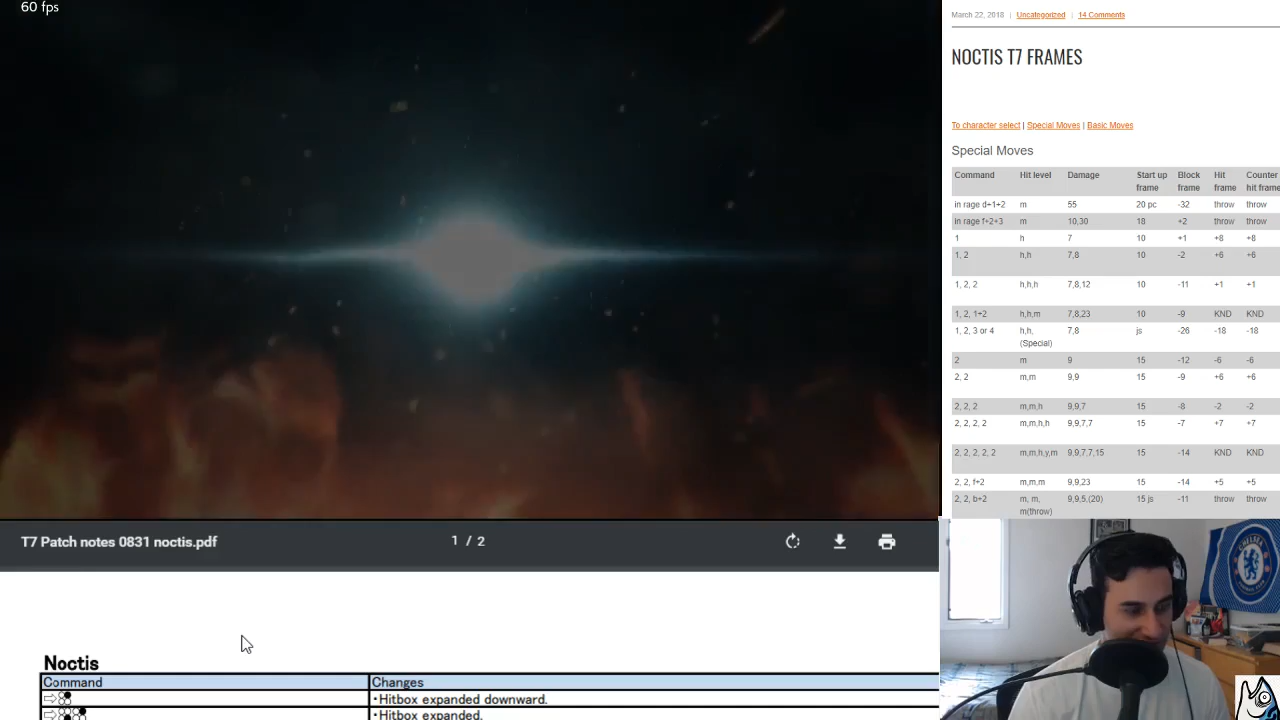 60 fps
March 22, 2018 | Uncategorized | 14 Comments
NOCTIS T7 FRAMES
To character select | Special Moves | Basic Moves
Special Moves
Command Hit level Damage Start up frame Block frame Hit frame Counter hit frame
in rage d+1+2 m 55 20 pc -32 throw throw
in rage f+2+3 m 10,30 18 +2 throw throw
1 h 7 10 +1 +8 +8
1, 2 h,h 7,8 10 -2 +6 +6
1, 2, 2 h,h,h 7,8,12 10 -11 +1 +1
1, 2, 1+2 h,h,m 7,8,23 10 -9 KND KND
1, 2, 3 or 4 h,h, (Special) 7,8 js -26 -18 -18
2 m 9 15 -12 -6 -6
2, 2 m,m 9,9 15 -9 +6 +6
2, 2, 2 m,m,h 9,9,7 15 -8 -2 -2
2, 2, 2, 2 m,m,h,h 9,9,7,7 15 -7 +7 +7
2, 2, 2, 2, 2 m,m,h,y,m 9,9,7,7,15 15 -14 KND KND
2, 2, f+2 m,m,m 9,9,23 15 -14 +5 +5
2, 2, b+2 m, m, m(throw) 9,9,5,(20) 15 js -11 throw throw
T7 Patch notes 0831 noctis.pdf 1 / 2
Noctis
Command Changes
・Hitbox expanded downward.
・Hitbox expanded.
CHELSEA